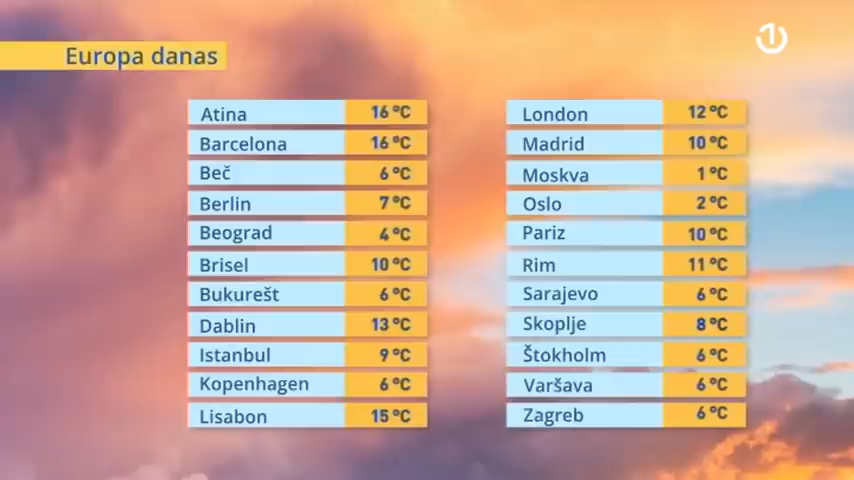 Europa danas
1
Atina 16 °C
Barcelona 16 °C
Beč 6 °C
Berlin 7 °C
Beograd 4 °C
Brisel 10 °C
Bukurešt 6 °C
Dablin 13 °C
Istanbul 9 °C
Kopenhagen 6 °C
Lisabon 15 °C
London 12 °C
Madrid 10 °C
Moskva 1 °C
Oslo 2 °C
Pariz 10 °C
Rim 11 °C
Sarajevo 6 °C
Skoplje 8 °C
Štokholm 6 °C
Varšava 6 °C
Zagreb 6 °C